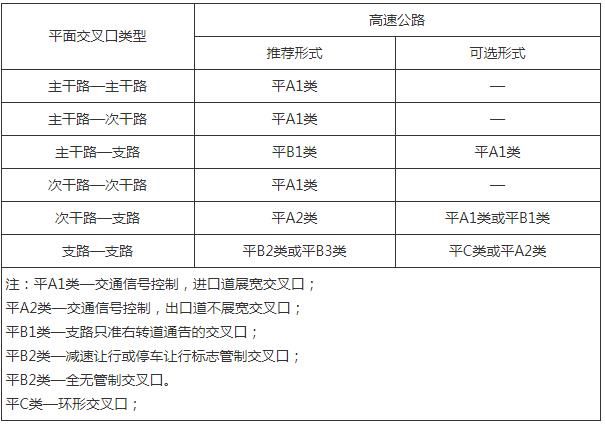 平面交叉口类型 高速公路
推荐形式 可选形式
主干路—主干路 平A1类 —
主干路—次干路 平A1类 —
主干路—支路 平B1类 平A1类
次干路—次干路 平A1类 —
次干路—支路 平A2类 平A1类或平B1类
支路—支路 平B2类或平B3类 平C类或平A2类
注：平A1类—交通信号控制，进口道展宽交叉口；
平A2类—交通信号控制，出口道不展宽交叉口；
平B1类—支路只准右转道通告的交叉口；
平B2类—减速让行或停车让行标志管制交叉口；
平B2类—全无管制交叉口。
平C类—环形交叉口；